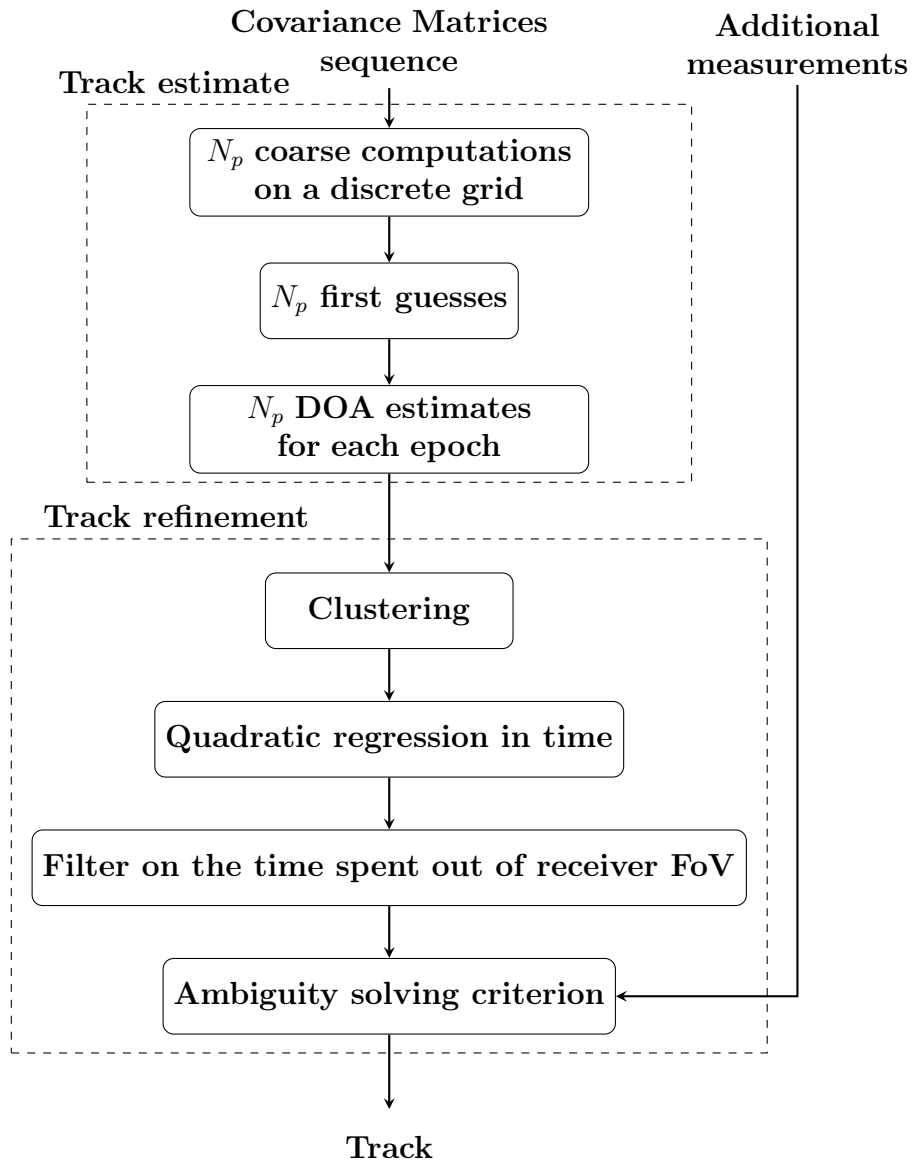 Covariance Matrices
sequence
Additional
measurements
Track estimate
$N_p$ coarse computations
on a discrete grid
$N_p$ first guesses
$N_p$ DOA estimates
for each epoch
Track refinement
Clustering
Quadratic regression in time
Filter on the time spent out of receiver FoV
Ambiguity solving criterion
Track